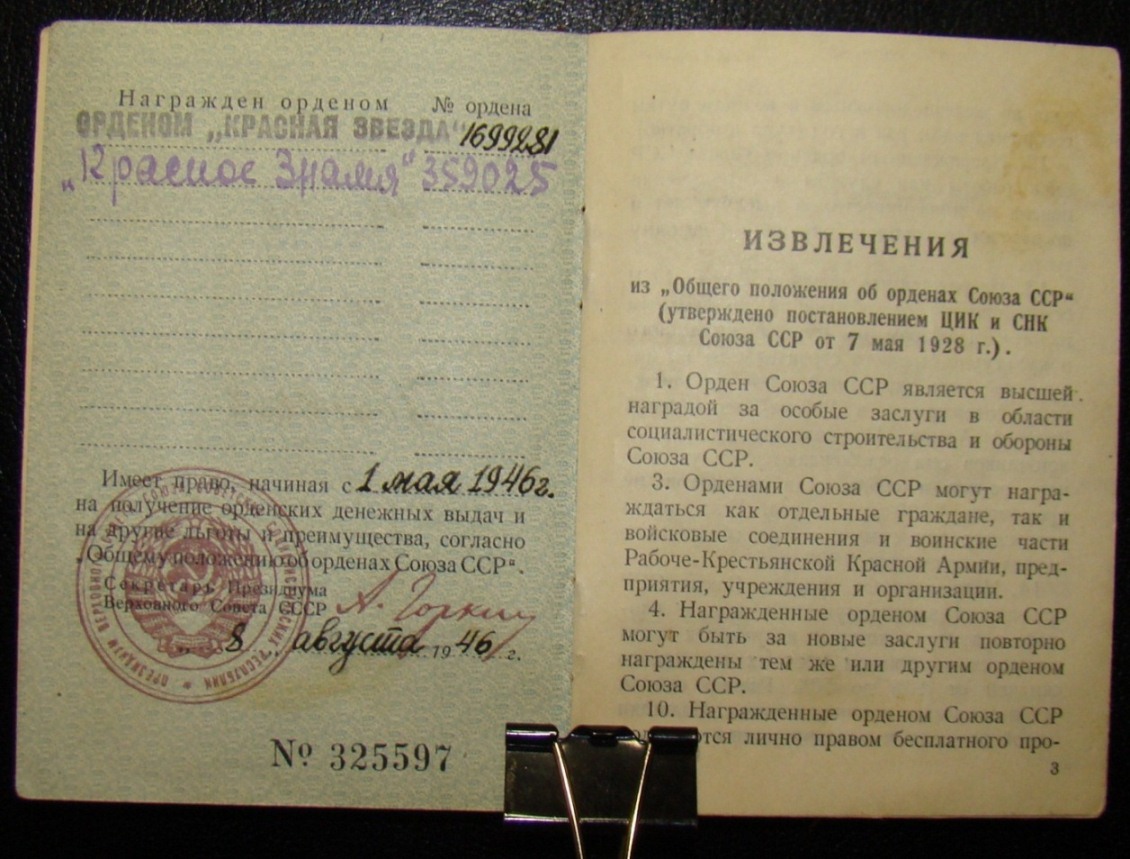 Награжден орденом № ордена
ОРДЕНОМ „КРАСНАЯ ЗВЕЗДА“ 1699281
„Красное Знамя“ 359025
Имеет право, начиная с 1 мая 1946г.
на получение орденских денежных выдач и
на другие льготы и преимущества, согласно
„Общему положению об орденах Союза ССР“.
Секретарь Президиума
Верховного Совета СССР А. Горкин
8 августа 1946 г.
№ 325597
ИЗВЛЕЧЕНИЯ
из „Общего положения об орденах Союза ССР“
(утверждено постановлением ЦИК и СНК
Союза ССР от 7 мая 1928 г.).
1. Орден Союза ССР является высшей
наградой за особые заслуги в области
социалистического строительства и обороны
Союза ССР.
3. Орденами Союза ССР могут награ-
ждаться как отдельные граждане, так и
войсковые соединения и воинские части
Рабоче-Крестьянской Красной Армии, пред-
приятия, учреждения и организации.
4. Награжденные орденом Союза ССР
могут быть за новые заслуги повторно
награждены тем же или другим орденом
Союза ССР.
10. Награжденные орденом Союза ССР
лично правом бесплатного про-
3